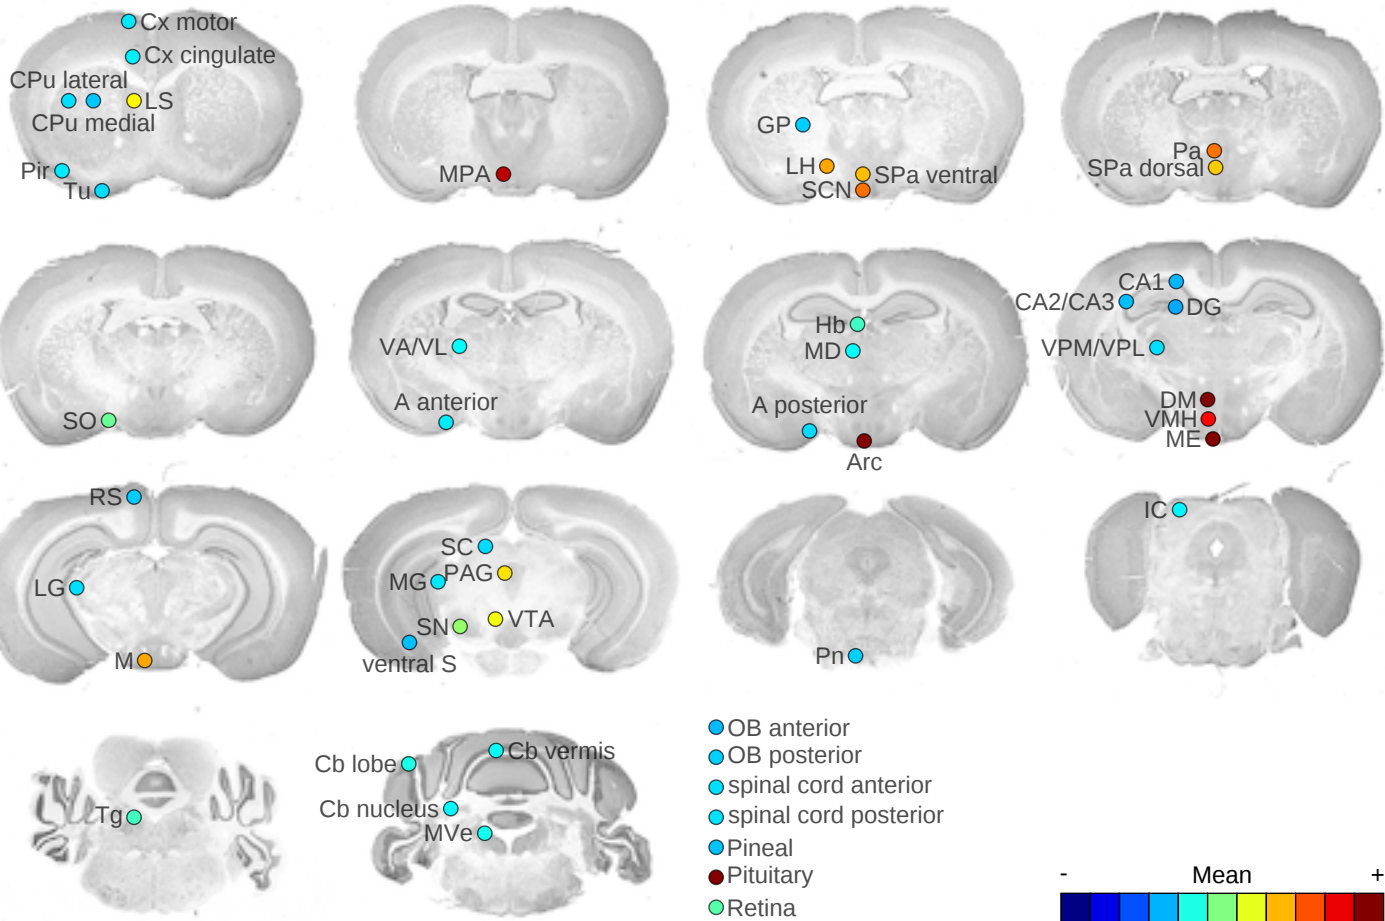 Cx motor
Cx cingulate
CPu lateral
LS
CPu medial
Pir
Tu
MPA
GP
LH
SPa ventral
SCN
Pa
SPa dorsal
SO
VA/VL
A anterior
Hb
MD
A posterior
Arc
CA1
CA2/CA3
DG
VPM/VPL
DM
VMH
ME
RS
LG
M
SC
MG
PAG
SN
VTA
ventral S
Pn
IC
Tg
Cb lobe
Cb vermis
Cb nucleus
MVe
OB anterior
OB posterior
spinal cord anterior
spinal cord posterior
Pineal
Pituitary
Retina
- Mean +